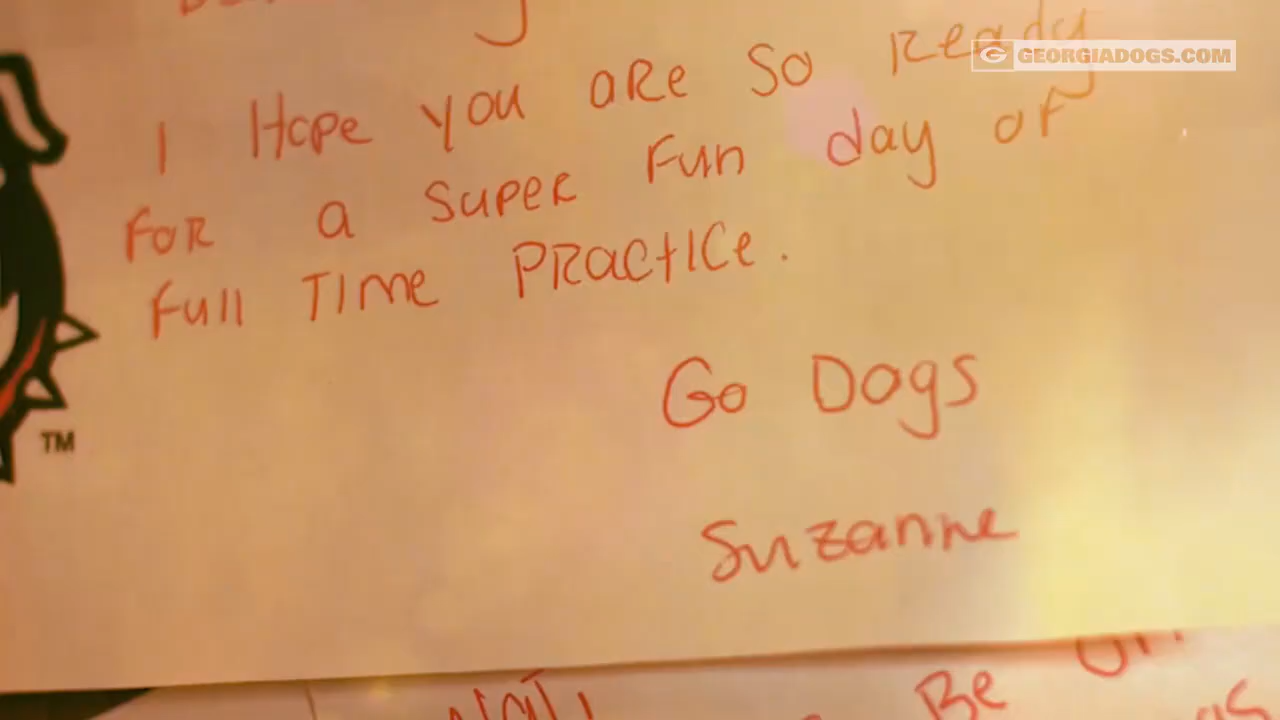 GEORGIADOGS.COM
I Hope you are so Ready
for a super fun day of
full Time Practice.
Go Dogs
Suzanne
TM
Be